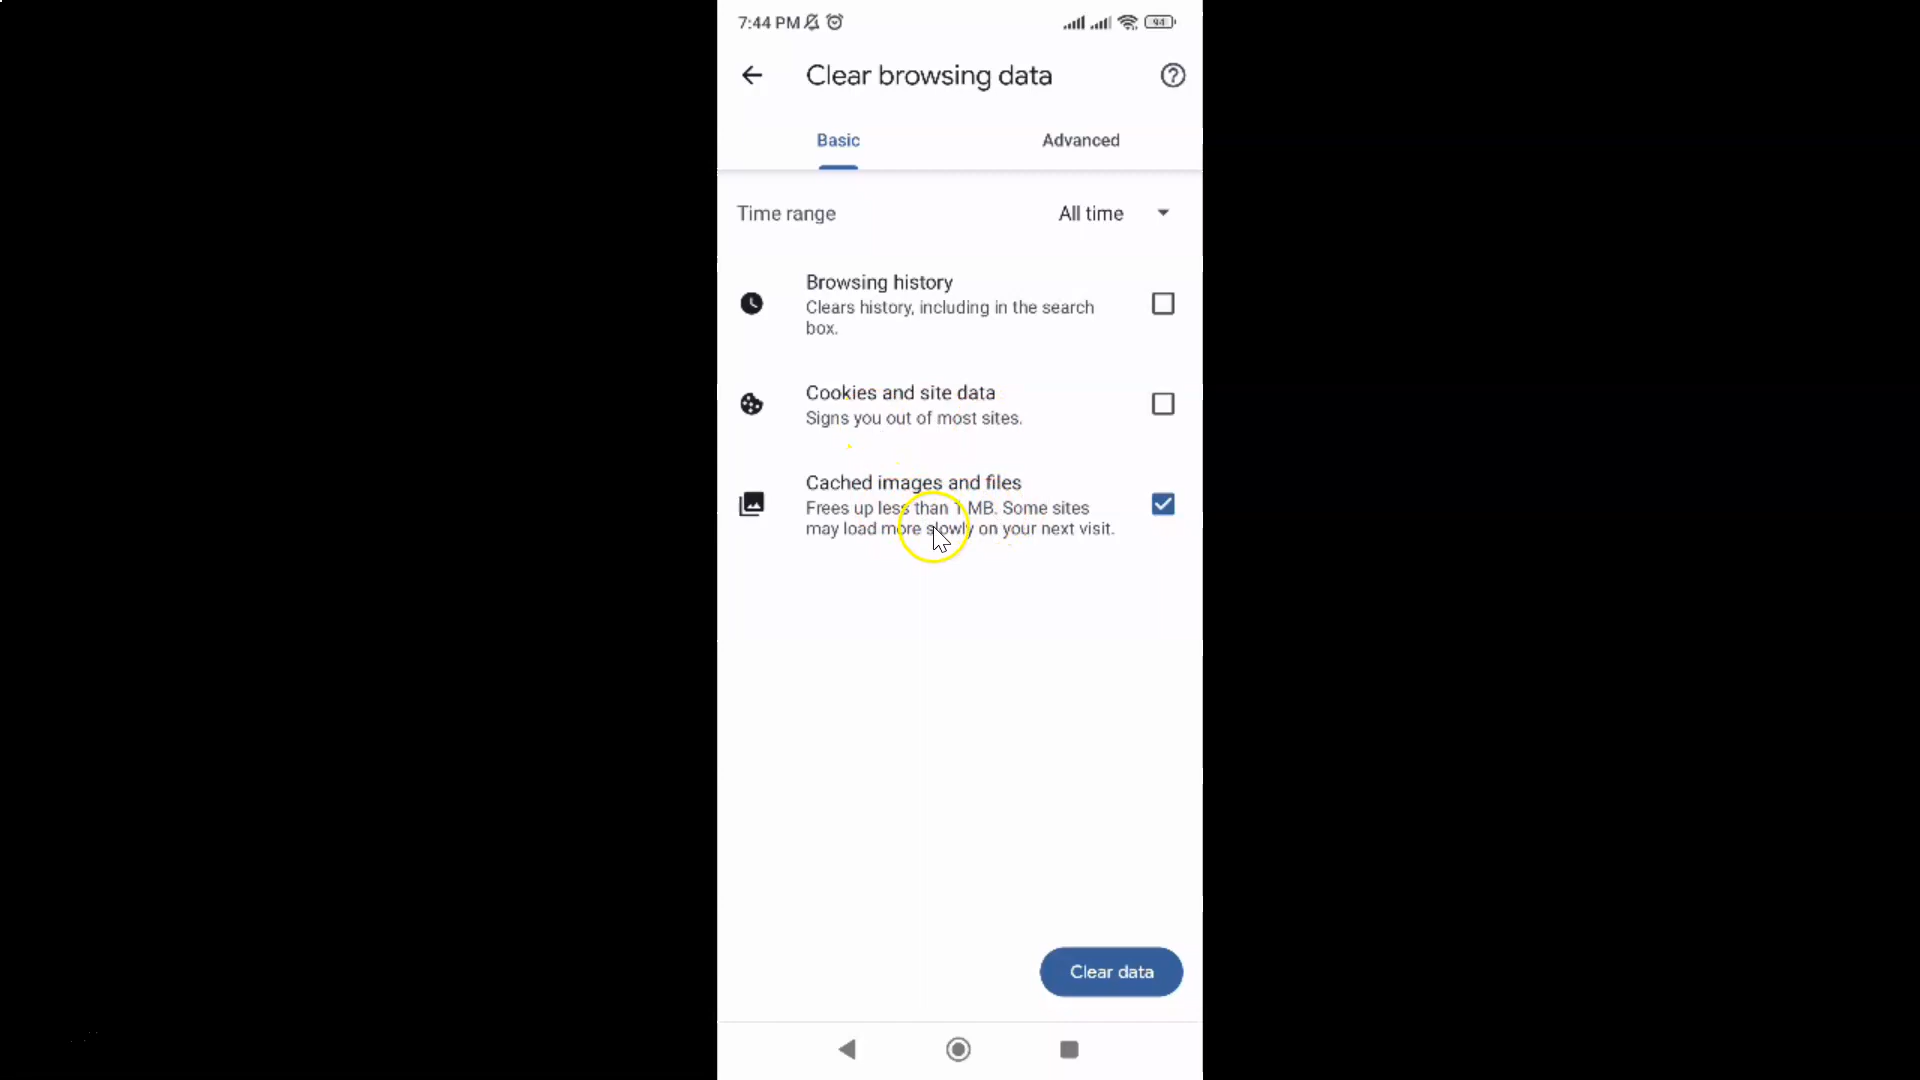 7:44 PM
94
Clear browsing data
Basic
Advanced
Time range
All time
Browsing history
Clears history, including in the search
box.
Cookies and site data
Signs you out of most sites.
Cached images and files
Frees up less than 1 MB. Some sites
may load more slowly on your next visit.
Clear data